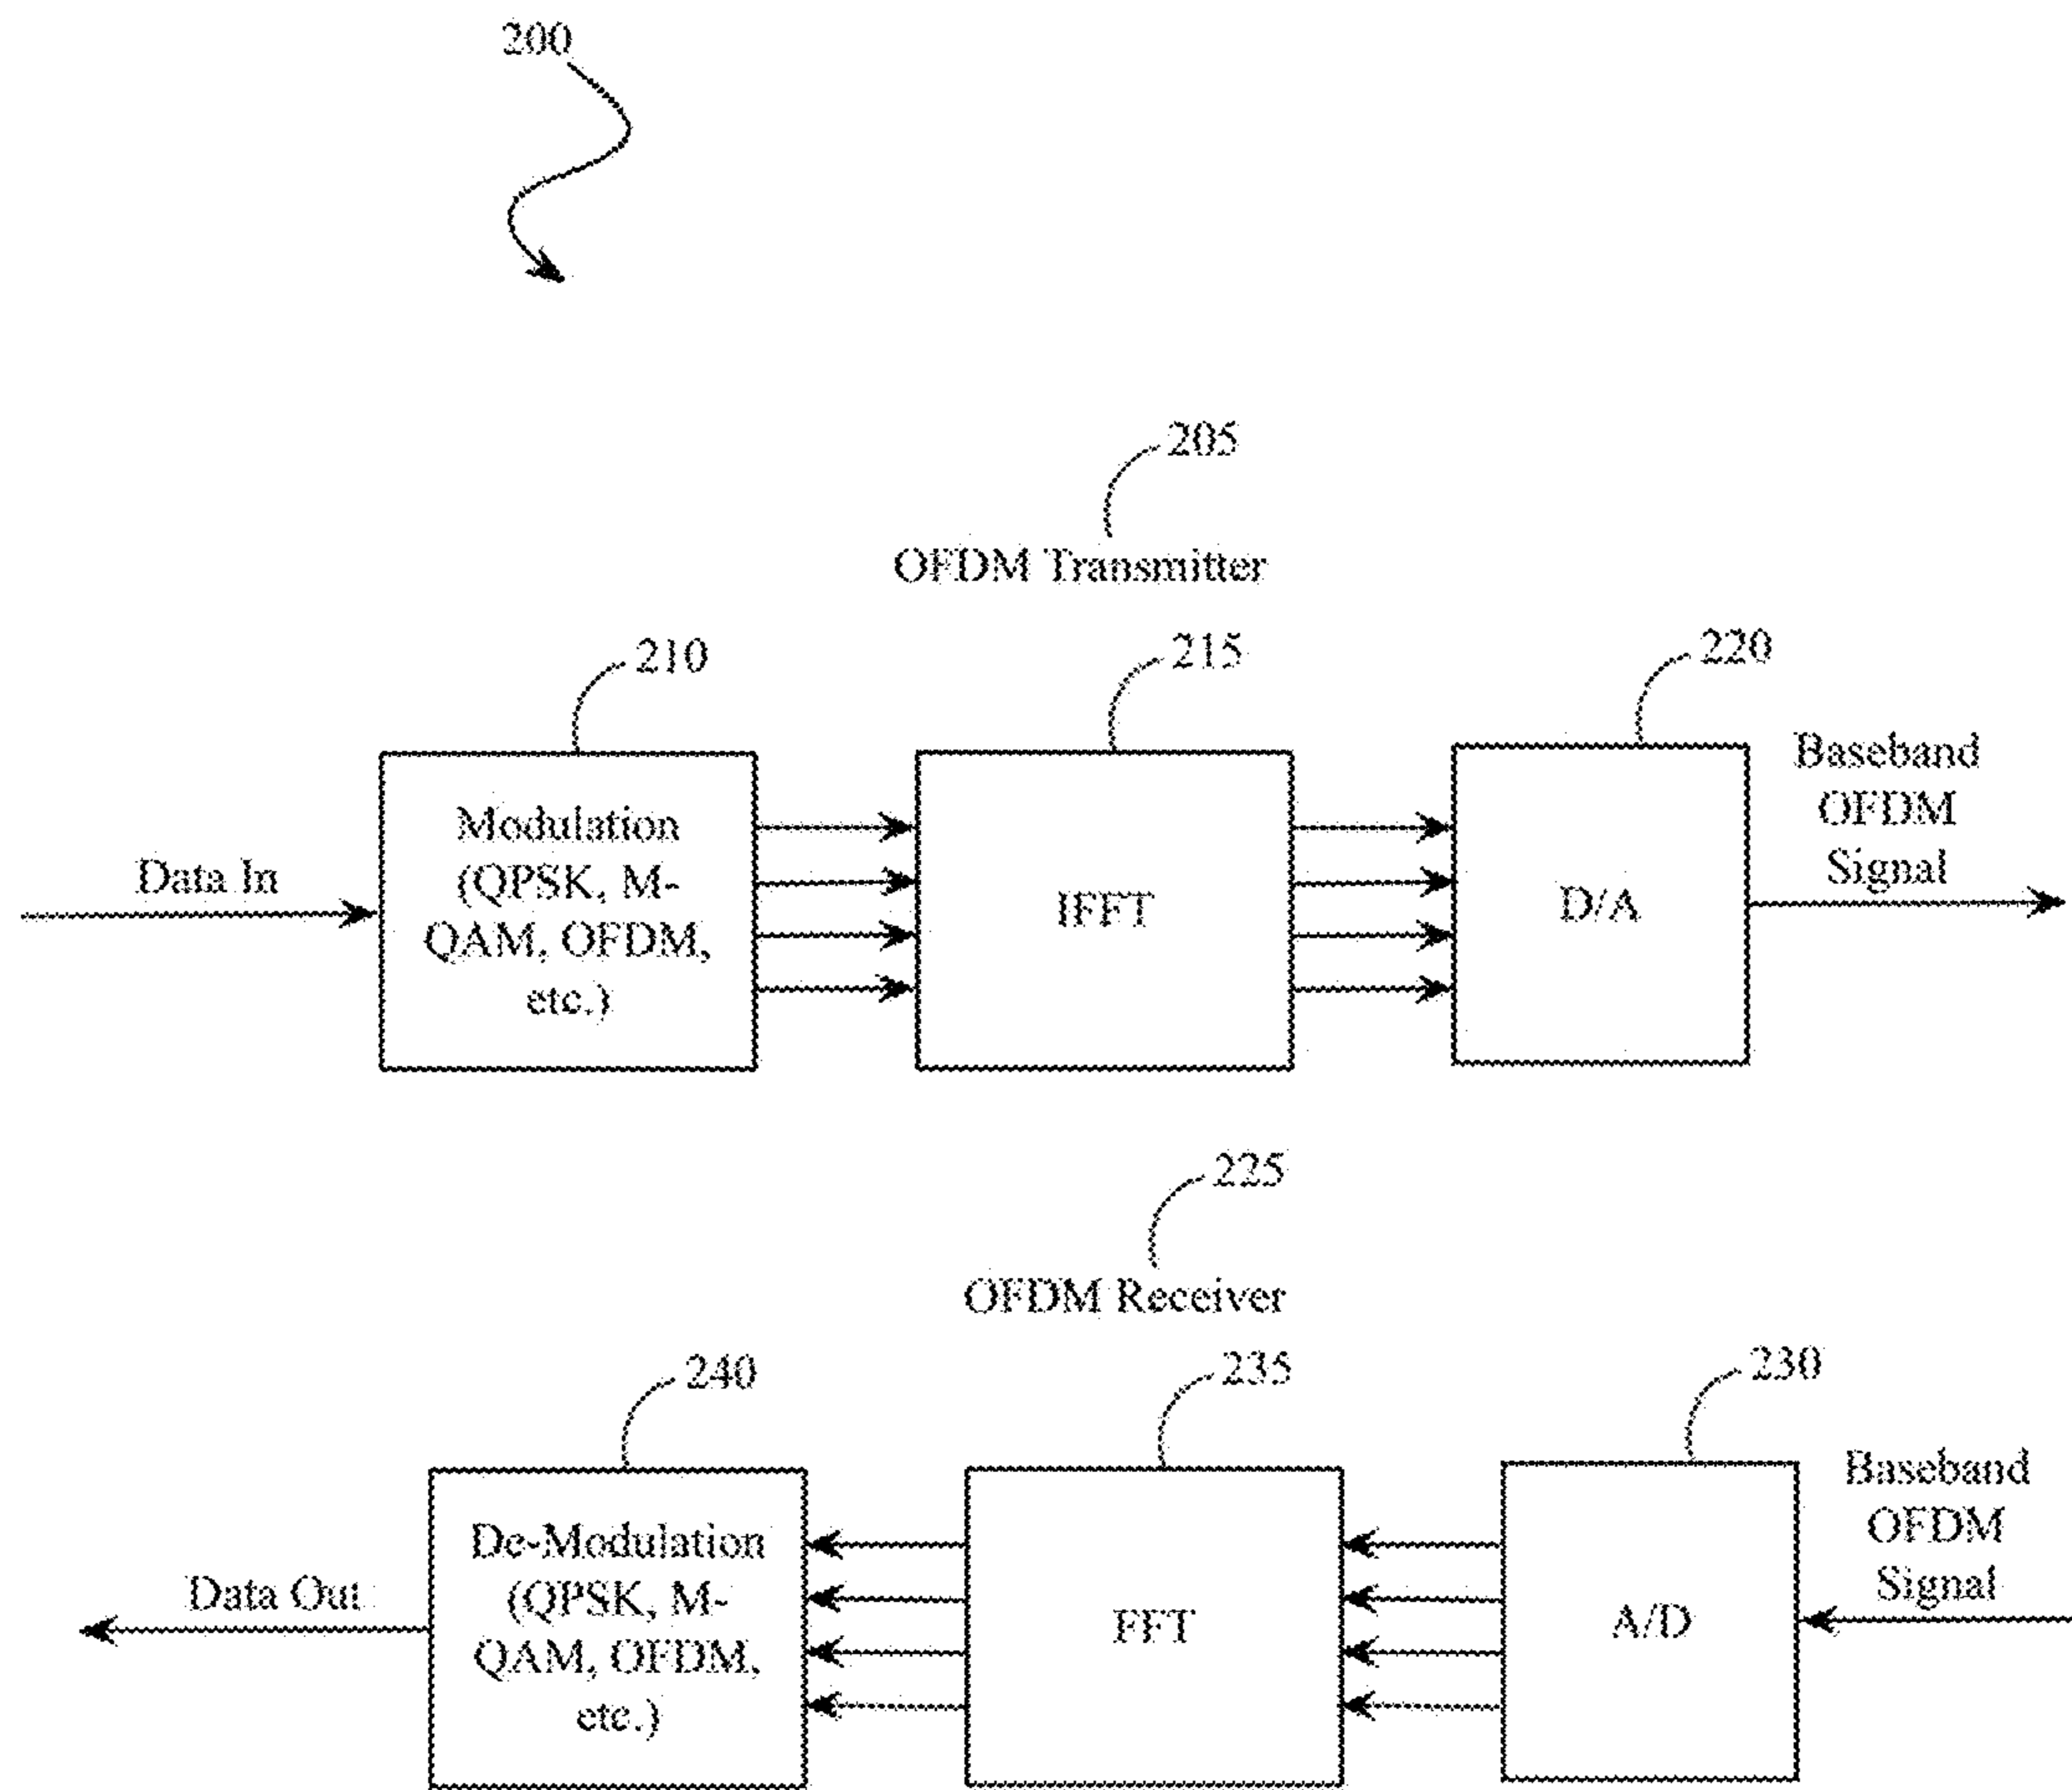 200
205
OFDM Transmitter
210
215
220
Modulation
(QPSK, M-
QAM, OFDM,
etc.)
Data In
IFFT
D/A
Baseband
OFDM
Signal
225
OFDM Receiver
240
235
230
De-Modulation
(QPSK, M-
QAM, OFDM,
etc.)
Data Out
FFT
A/D
Baseband
OFDM
Signal